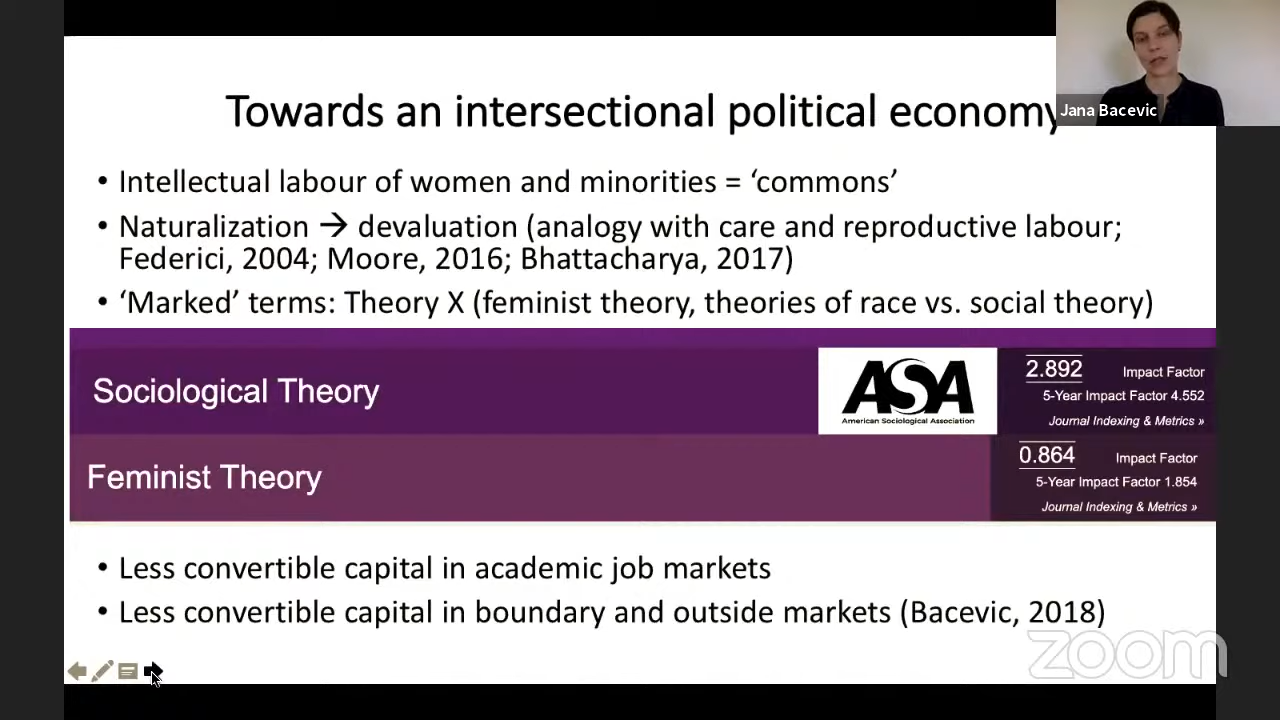 Towards an intersectional political economy
Jana Bacevic
• Intellectual labour of women and minorities = ‘commons’
• Naturalization → devaluation (analogy with care and reproductive labour;
Federici, 2004; Moore, 2016; Bhattacharya, 2017)
• ‘Marked’ terms: Theory X (feminist theory, theories of race vs. social theory)
Sociological Theory
ASA
American Sociological Association
2.892 Impact Factor
5-Year Impact Factor 4.552
Journal Indexing & Metrics »
Feminist Theory
0.864 Impact Factor
5-Year Impact Factor 1.854
Journal Indexing & Metrics »
• Less convertible capital in academic job markets
• Less convertible capital in boundary and outside markets (Bacevic, 2018)
zoom